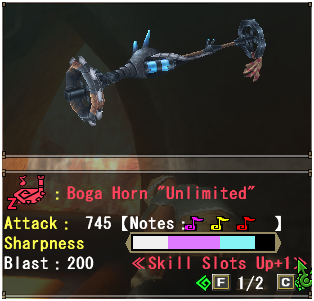 Z : Boga Horn "Unlimited"
Attack : 745 【Notes : 】
Sharpness
Blast : 200 ≪Skill Slots Up+1≫
F 1/2 C